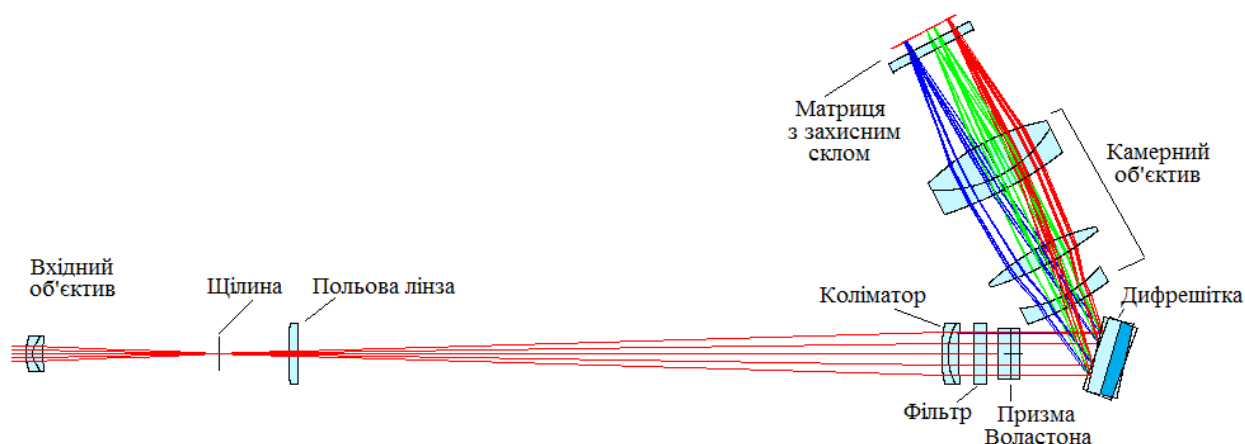 Матриця
з захисним
склом
Камерний
об'єктив
Вхідний
об'єктив
Щілина
Польова лінза
Коліматор
Дифрешітка
Фільтр
Призма
Воластона